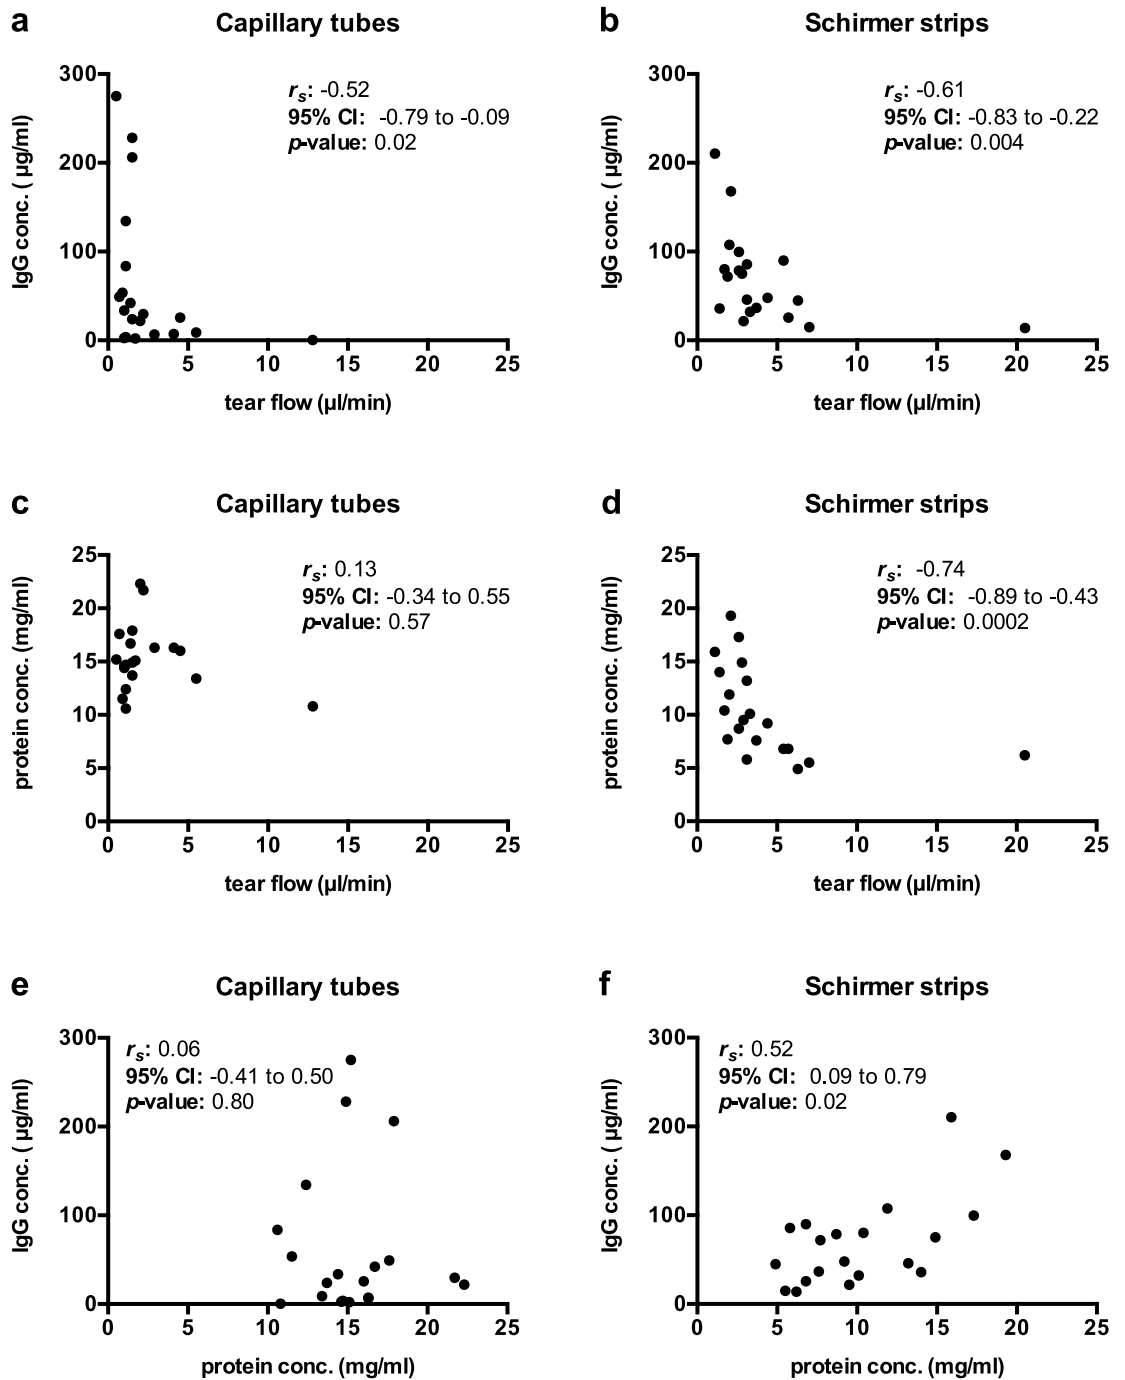 a
Capillary tubes
300
200
100
0
IgG conc. ( µg/ml)
rs: -0.52
95% CI: -0.79 to -0.09
p-value: 0.02
0 5 10 15 20 25
tear flow (µl/min)
b
Schirmer strips
300
200
100
0
IgG conc. ( µg/ml)
rs: -0.61
95% CI: -0.83 to -0.22
p-value: 0.004
0 5 10 15 20 25
tear flow (µl/min)
c
Capillary tubes
25
20
15
10
5
0
protein conc. (mg/ml)
rs: 0.13
95% CI: -0.34 to 0.55
p-value: 0.57
0 5 10 15 20 25
tear flow (µl/min)
d
Schirmer strips
25
20
15
10
5
0
protein conc. (mg/ml)
rs: -0.74
95% CI: -0.89 to -0.43
p-value: 0.0002
0 5 10 15 20 25
tear flow (µl/min)
e
Capillary tubes
300
200
100
0
IgG conc. ( µg/ml)
rs: 0.06
95% CI: -0.41 to 0.50
p-value: 0.80
0 5 10 15 20 25
protein conc. (mg/ml)
f
Schirmer strips
300
200
100
0
IgG conc. ( µg/ml)
rs: 0.52
95% CI: 0.09 to 0.79
p-value: 0.02
0 5 10 15 20 25
protein conc. (mg/ml)